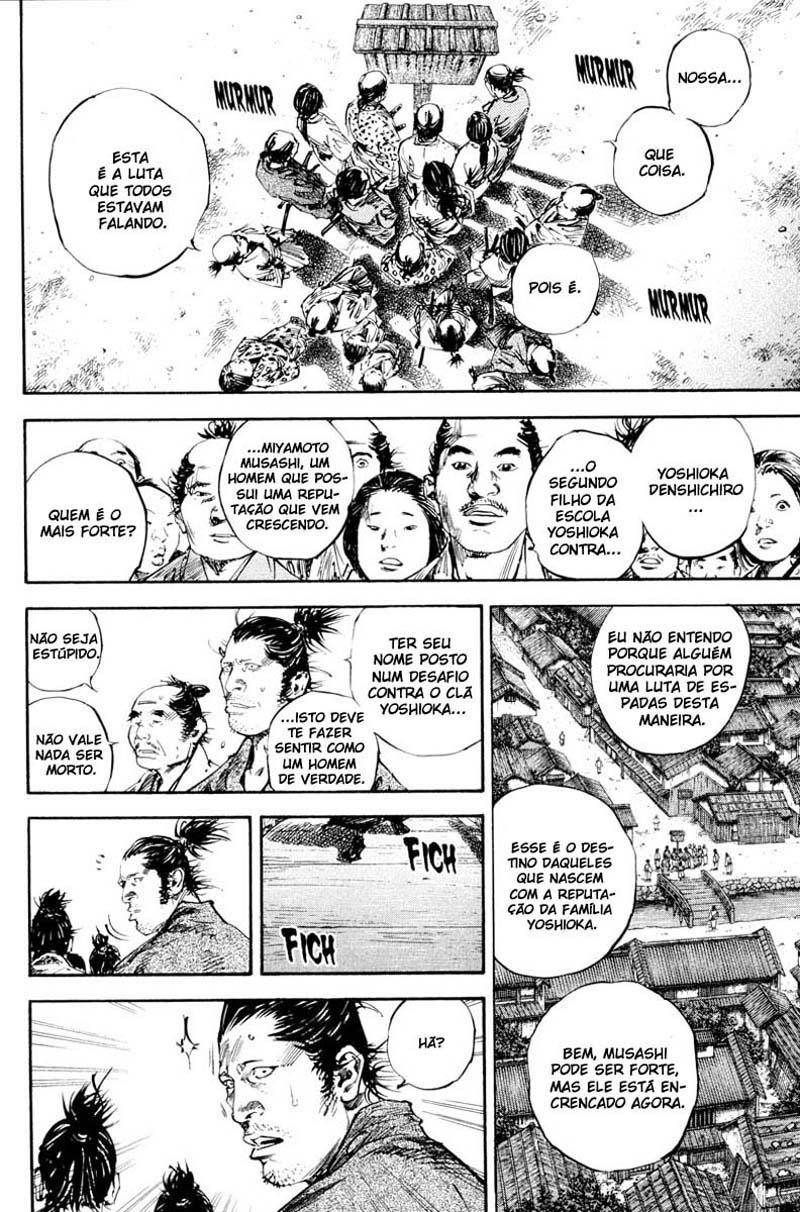 NOSSA...
QUE
COISA.
MURMUR
MURMUR
ESTA
É A LUTA
QUE TODOS
ESTAVAM
FALANDO.
POIS É.
MURMUR
YOSHIOKA
DENSHICHIRO
...
...O
SEGUNDO
FILHO DA
ESCOLA
YOSHIOKA
CONTRA...
...MIYAMOTO
MUSASHI, UM
HOMEM QUE POS-
SUI UMA REPU-
TAÇÃO QUE VEM
CRESCENDO.
QUEM É O
MAIS FORTE?
EU NÃO ENTENDO
PORQUE ALGUÉM
PROCURARIA POR
UMA LUTA DE ES-
PADAS DESTA
MANEIRA.
ESSE É O DES-
TINO DAQUELES
QUE NASCEM
COM A REPUTA-
ÇÃO DA FAMÍLIA
YOSHIOKA.
BEM, MUSASHI
PODE SER FORTE,
MAS ELE ESTÁ EN-
CRENCADO AGORA.
TER SEU
NOME POSTO
NUM DESAFIO
CONTRA O CLÃ
YOSHIOKA...
...ISTO DEVE
TE FAZER
SENTIR COMO
UM HOMEM
DE VERDADE.
NÃO SEJA
ESTÚPIDO.
NÃO VALE
NADA SER
MORTO.
FICH
FICH
HÃ?